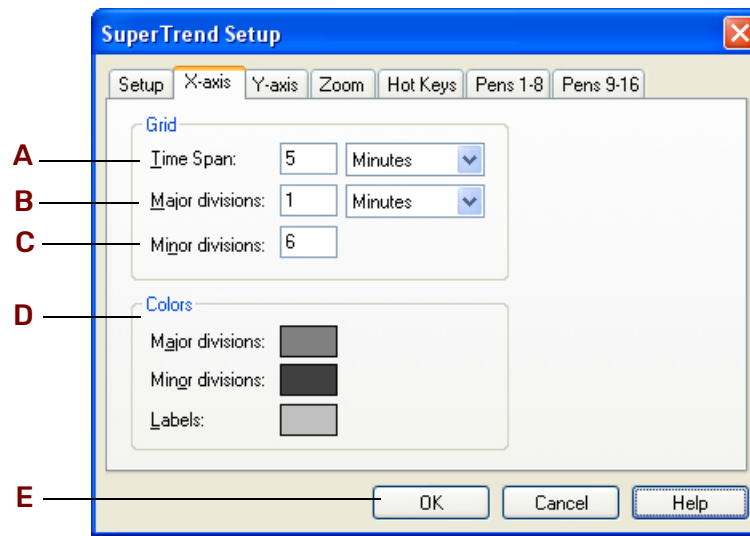 SuperTrend Setup
Setup X-axis Y-axis Zoom Hot Keys Pens 1-8 Pens 9-16
Grid
A Time Span: 5 Minutes
B Major divisions: 1 Minutes
C Minor divisions: 6
D Colors
Major divisions:
Minor divisions:
Labels:
E OK Cancel Help